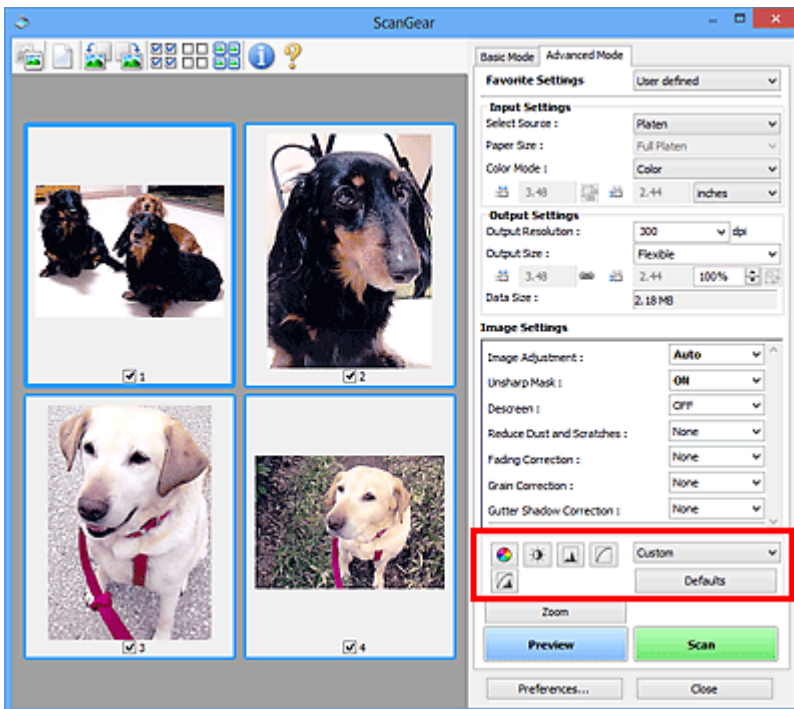 ScanGear
Basic Mode Advanced Mode
Favorite Settings User defined
Input Settings
Select Source : Platen
Paper Size : Full Platen
Color Mode : Color
3.48 2.44 inches
Output Settings
Output Resolution : 300 dpi
Output Size : Flexible
3.48 2.44 100%
Data Size : 2.18 MB
Image Settings
Image Adjustment : Auto
Unsharp Mask : ON
Descreen : OFF
Reduce Dust and Scratches : None
Fading Correction : None
Grain Correction : None
Gutter Shadow Correction : None
Custom
Defaults
Zoom
Preview Scan
Preferences... Close
1
2
3
4